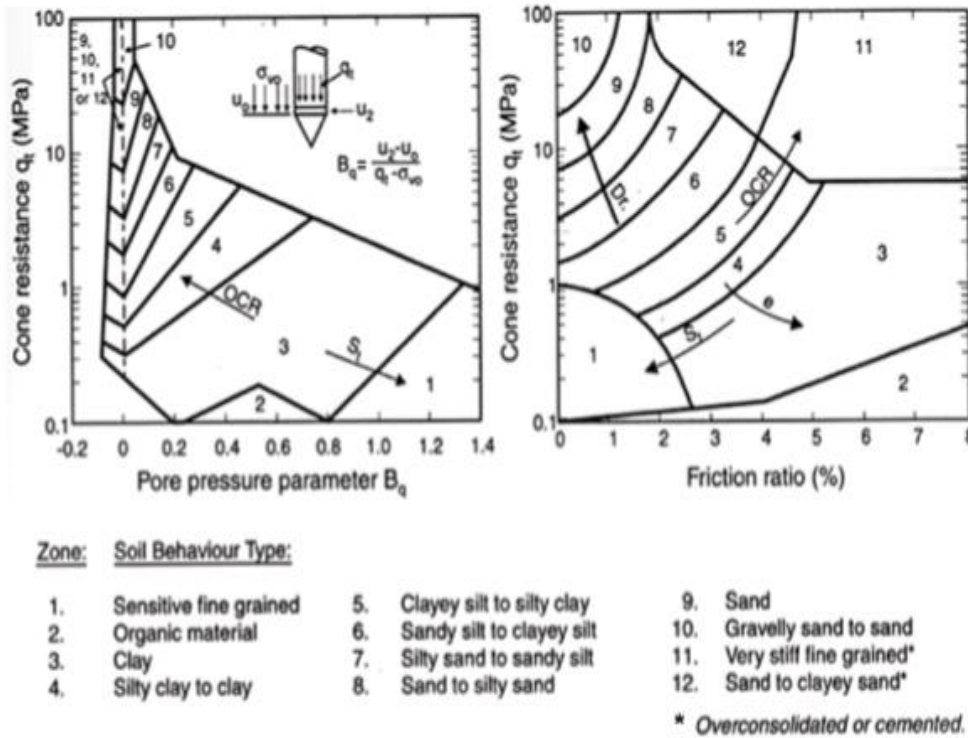 100
10
1
0.1
Cone resistance qt (MPa)
-0.2 0 0.2 0.4 0.6 0.8 1.0 1.2 1.4
Pore pressure parameter Bq
9,
10,
11
or 12
10
9
8
7
6
5
4
3
2
1
OCR
St
σvo
qt
uo
u2
Bq = u2-uo / qt-σvo
100
10
1
0.1
Cone resistance qt (MPa)
0 1 2 3 4 5 6 7 8
Friction ratio (%)
10
9
8
7
6
5
4
3
2
1
12
11
Dr.
OCR
e
St
Zone: Soil Behaviour Type:
1. Sensitive fine grained
2. Organic material
3. Clay
4. Silty clay to clay
5. Clayey silt to silty clay
6. Sandy silt to clayey silt
7. Silty sand to sandy silt
8. Sand to silty sand
9. Sand
10. Gravelly sand to sand
11. Very stiff fine grained*
12. Sand to clayey sand*
* Overconsolidated or cemented.